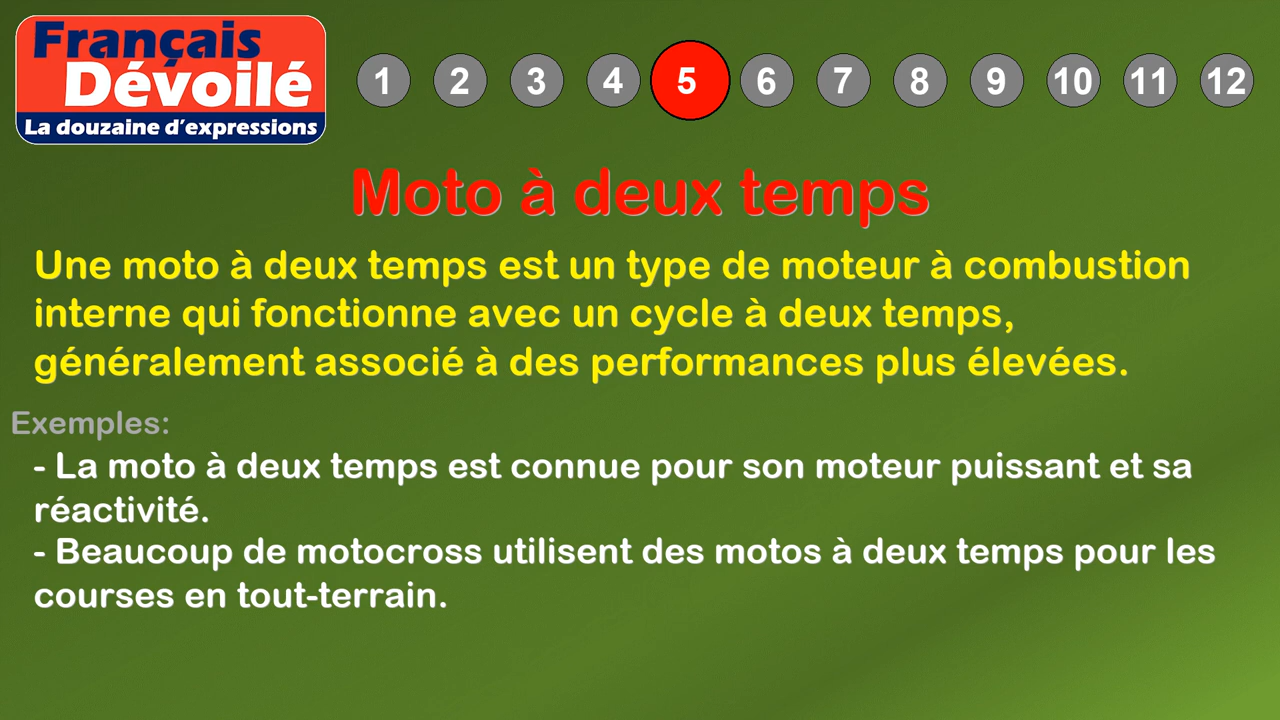 Français
Dévoilé
La douzaine d'expressions
1 2 3 4 5 6 7 8 9 10 11 12
Moto à deux temps
Une moto à deux temps est un type de moteur à combustion
interne qui fonctionne avec un cycle à deux temps,
généralement associé à des performances plus élevées.
Exemples:
- La moto à deux temps est connue pour son moteur puissant et sa
réactivité.
- Beaucoup de motocross utilisent des motos à deux temps pour les
courses en tout-terrain.